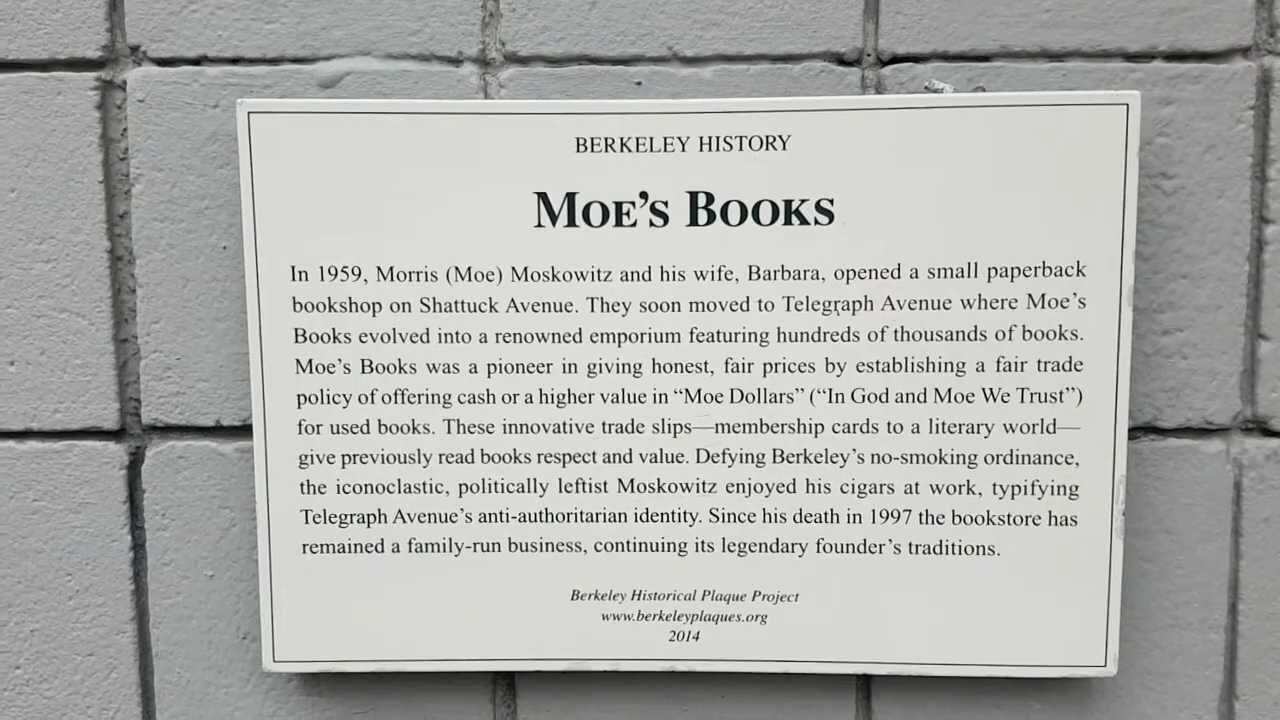 BERKELEY HISTORY
MOE'S BOOKS
In 1959, Morris (Moe) Moskowitz and his wife, Barbara, opened a small paperback
bookshop on Shattuck Avenue. They soon moved to Telegraph Avenue where Moe's
Books evolved into a renowned emporium featuring hundreds of thousands of books.
Moe's Books was a pioneer in giving honest, fair prices by establishing a fair trade
policy of offering cash or a higher value in “Moe Dollars” (“In God and Moe We Trust”)
for used books. These innovative trade slips—membership cards to a literary world—
give previously read books respect and value. Defying Berkeley's no-smoking ordinance,
the iconoclastic, politically leftist Moskowitz enjoyed his cigars at work, typifying
Telegraph Avenue's anti-authoritarian identity. Since his death in 1997 the bookstore has
remained a family-run business, continuing its legendary founder's traditions.
Berkeley Historical Plaque Project
www.berkeleyplaques.org
2014